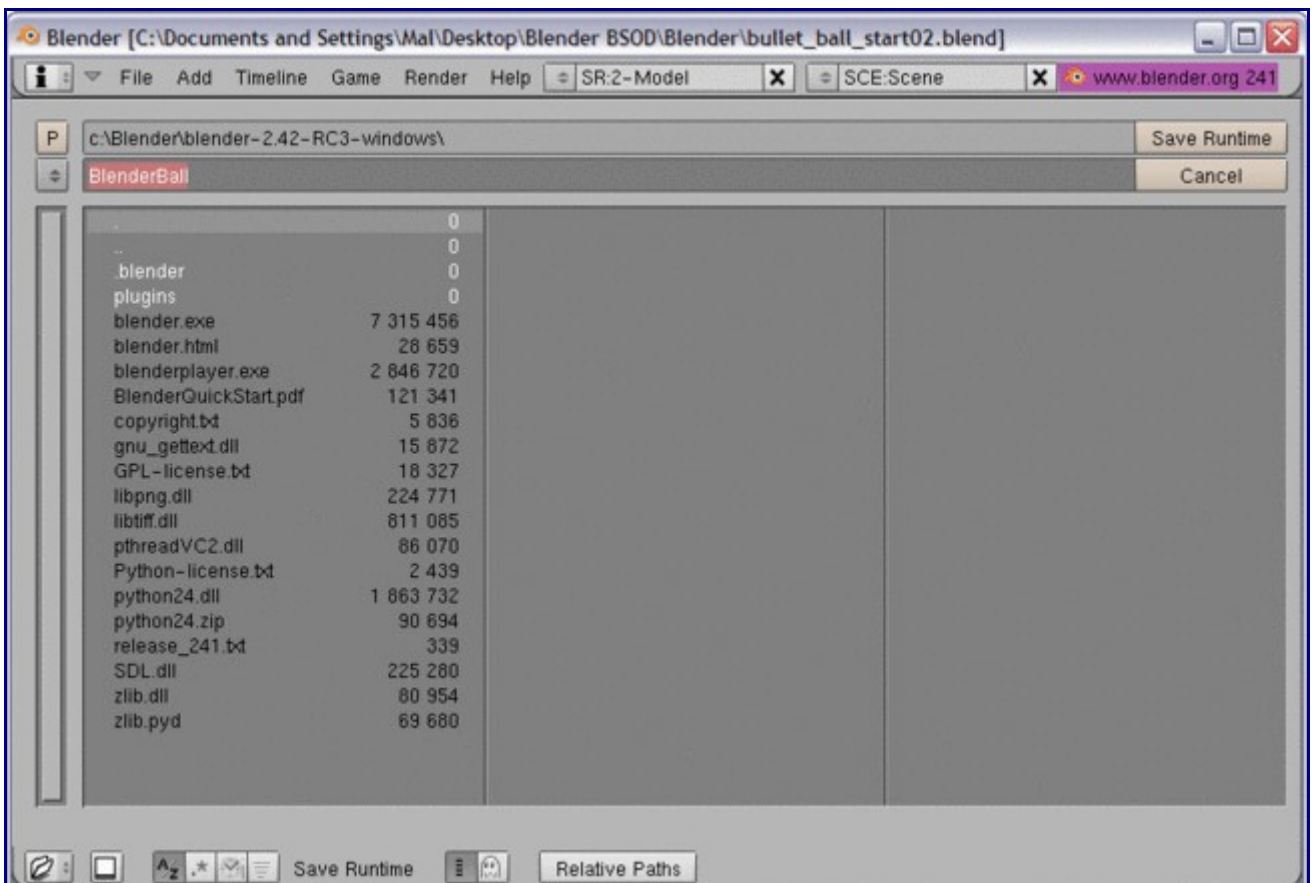 Blender [C:\Documents and Settings\Mal\Desktop\Blender BSOD\Blender\bullet_ball_start02.blend]
File Add Timeline Game Render Help SR:2-Model X SCE:Scene X www.blender.org 241
P c:\Blender\blender-2.42-RC3-windows\ Save Runtime
BlenderBall Cancel
. 0
.. 0
.blender 0
plugins 0
blender.exe 7 315 456
blender.html 28 659
blenderplayer.exe 2 846 720
BlenderQuickStart.pdf 121 341
copyright.txt 5 836
gnu_gettext.dll 15 872
GPL-license.txt 18 327
libpng.dll 224 771
libtiff.dll 811 085
pthreadVC2.dll 86 070
Python-license.txt 2 439
python24.dll 1 863 732
python24.zip 90 694
release_241.txt 339
SDL.dll 225 280
zlib.dll 80 954
zlib.pyd 69 680
Save Runtime Relative Paths